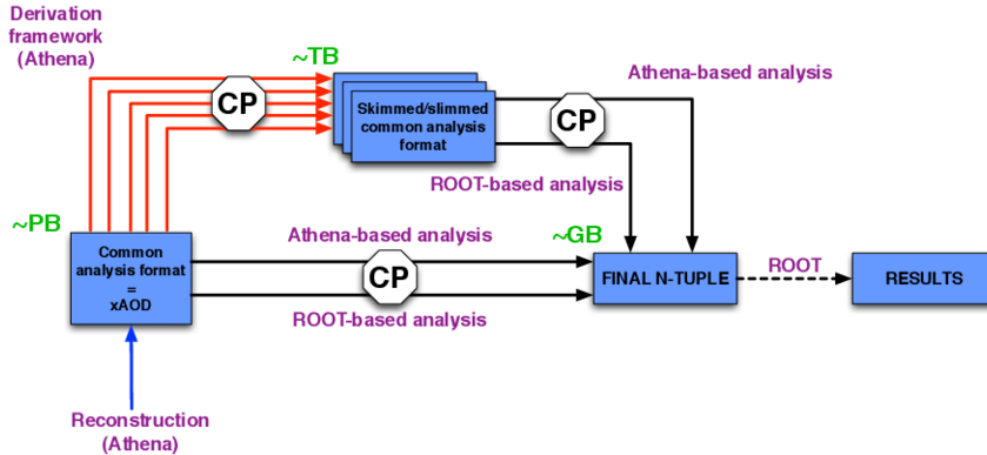 Derivation
framework
(Athena)
~TB
CP
Skimmed/slimmed
common analysis
format
CP
Athena-based analysis
ROOT-based analysis
~PB
Common
analysis format
=
xAOD
Athena-based analysis
CP
ROOT-based analysis
~GB
FINAL N-TUPLE
ROOT
RESULTS
Reconstruction
(Athena)